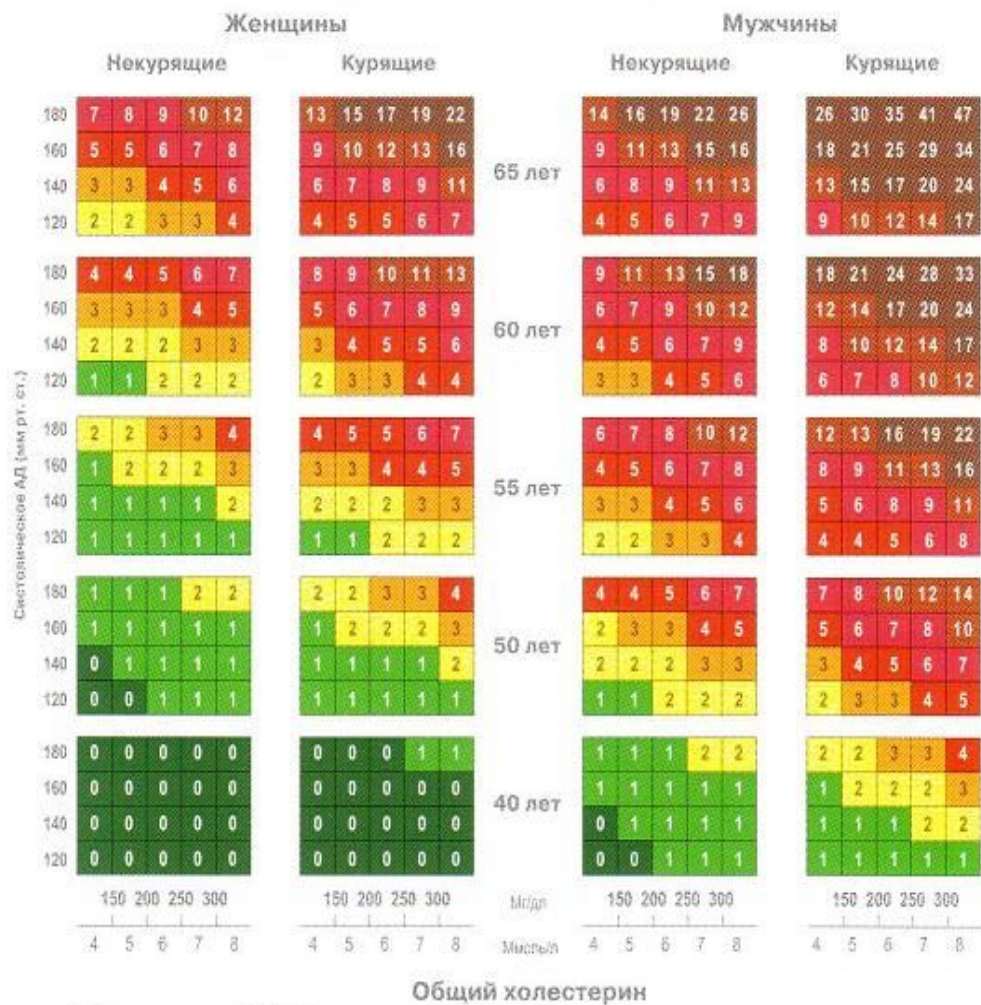 Женщины Мужчины
Некурящие Курящие Некурящие Курящие
180 7 8 9 10 12 13 15 17 19 22 14 16 19 22 26 26 30 35 41 47
160 5 5 6 7 8 9 10 12 13 16 9 11 13 15 16 18 21 25 29 34
65 лет
140 3 3 4 5 6 6 7 8 9 11 6 8 9 11 13 13 15 17 20 24
120 2 2 3 3 4 4 5 5 6 7 4 5 6 7 9 9 10 12 14 17
180 4 4 5 6 7 8 9 10 11 13 9 11 13 15 18 18 21 24 28 33
160 3 3 3 4 5 5 6 7 8 9 6 7 9 10 12 12 14 17 20 24
60 лет
140 2 2 2 3 3 3 4 5 5 6 4 5 6 7 9 8 10 12 14 17
120 1 1 2 2 2 2 3 3 4 4 3 3 4 5 6 6 7 8 10 12
Систолическое АД (мм рт. ст.)
180 2 2 3 3 4 4 5 5 6 7 6 7 8 10 12 12 13 16 19 22
160 1 2 2 2 3 3 3 4 4 5 4 5 6 7 8 8 9 11 13 16
55 лет
140 1 1 1 1 2 2 2 2 3 3 3 3 4 5 6 5 6 8 9 11
120 1 1 1 1 1 1 1 2 2 2 2 2 3 3 4 4 4 5 6 8
180 1 1 1 2 2 2 2 3 3 4 4 4 5 6 7 7 8 10 12 14
160 1 1 1 1 1 1 2 2 2 3 2 3 3 4 5 5 6 7 8 10
50 лет
140 0 1 1 1 1 1 1 1 1 2 2 2 2 3 3 3 4 5 6 7
120 0 0 1 1 1 1 1 1 1 1 1 1 2 2 2 2 3 3 4 5
180 0 0 0 0 0 0 0 0 1 1 1 1 1 2 2 2 2 3 3 4
160 0 0 0 0 0 0 0 0 0 0 1 1 1 1 1 1 2 2 2 3
40 лет
140 0 0 0 0 0 0 0 0 0 0 0 1 1 1 1 1 1 1 2 2
120 0 0 0 0 0 0 0 0 0 0 0 0 1 1 1 1 1 1 1 1
150 200 250 300 150 200 250 300 Мг/дл 150 200 250 300 150 200 250 300
4 5 6 7 8 4 5 6 7 8 Ммоль/л 4 5 6 7 8 4 5 6 7 8
Общий холестерин